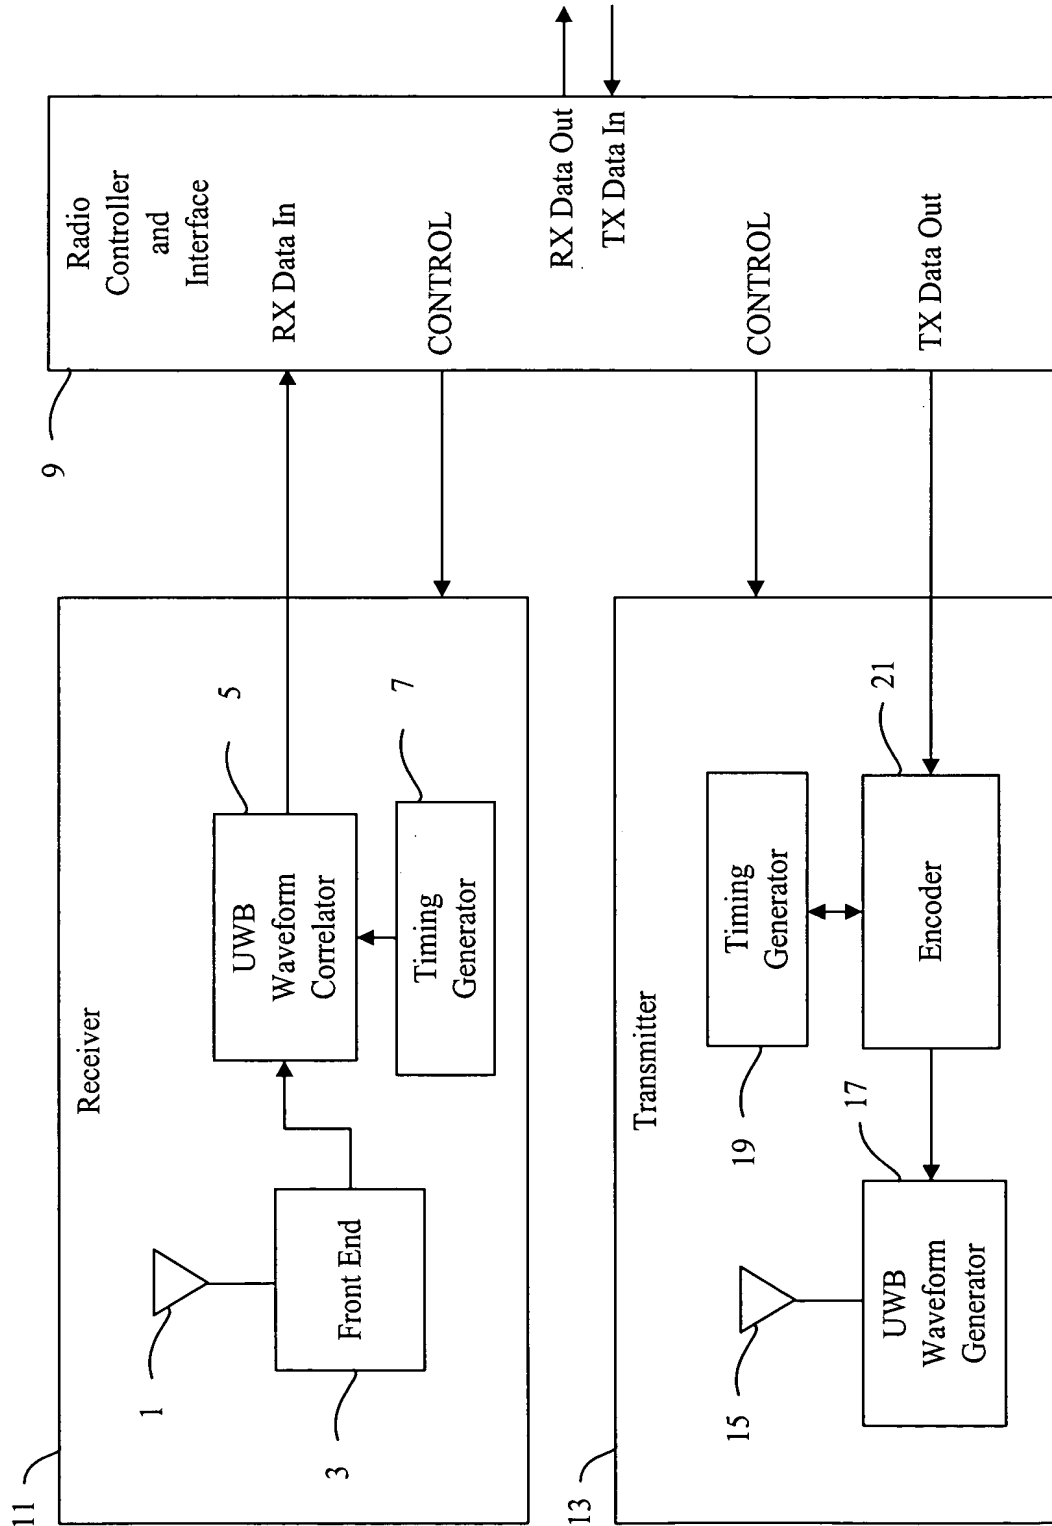 11
Receiver
1
3
Front End
5
UWB
Waveform
Correlator
7
Timing
Generator
9
Radio
Controller
and
Interface
RX Data In
CONTROL
RX Data Out
TX Data In
CONTROL
TX Data Out
13
Transmitter
15
17
UWB
Waveform
Generator
19
Timing
Generator
21
Encoder